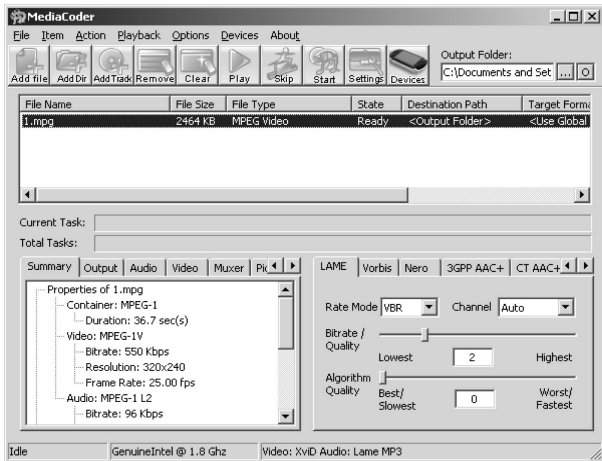 MediaCoder
File Item Action Playback Options Devices About
Output Folder:
Add file Add Dir Add Track Remove Clear Play Skip Start Settings Devices C:\Documents and Set ... O
File Name File Size File Type State Destination Path Target Forma
1.mpg 2464 KB MPEG Video Ready <Output Folder> <Use Global
Current Task:
Total Tasks:
Summary Output Audio Video Muxer Pic
Properties of 1.mpg
Container: MPEG-1
Duration: 36.7 sec(s)
Video: MPEG-1V
Bitrate: 550 Kbps
Resolution: 320x240
Frame Rate: 25.00 fps
Audio: MPEG-1 L2
Bitrate: 96 Kbps
LAME Vorbis Nero 3GPP AAC+ CT AAC+
Rate Mode VBR Channel Auto
Bitrate /
Quality
Lowest 2 Highest
Algorithm
Quality
Best/
Slowest
0
Worst/
Fastest
Idle GenuineIntel @ 1.8 Ghz Video: XviD Audio: Lame MP3